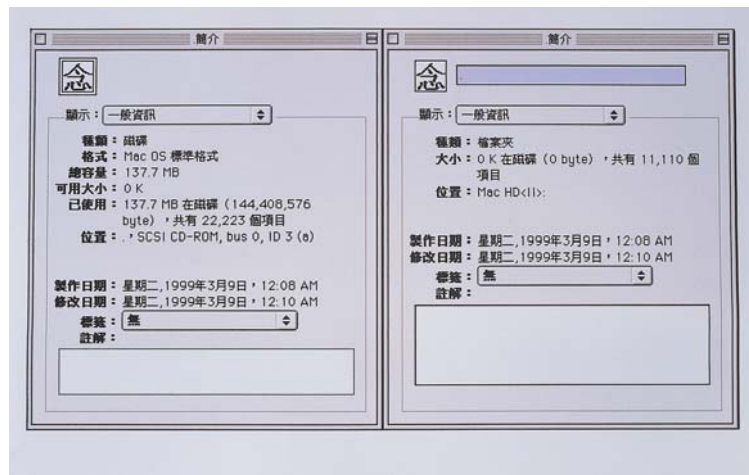 簡介
念
顯示：一般資訊
種類：磁碟
格式：Mac OS 標準格式
總容量：137.7 MB
可用大小：0 K
已使用：137.7 MB 在磁碟（144,408,576
byte），共有 22,223 個項目
位置：.，SCSI CD-ROM, bus 0, ID 3 (a)
製作日期：星期二,1999年3月9日，12:08 AM
修改日期：星期二,1999年3月9日，12:10 AM
標籤：無
註解：
簡介
念
.
顯示：一般資訊
種類：檔案夾
大小：0 K 在磁碟（0 byte），共有 11,110 個
項目
位置：Mac HD<II>:
製作日期：星期二,1999年3月9日，12:08 AM
修改日期：星期二,1999年3月9日，12:10 AM
標籤：無
註解：